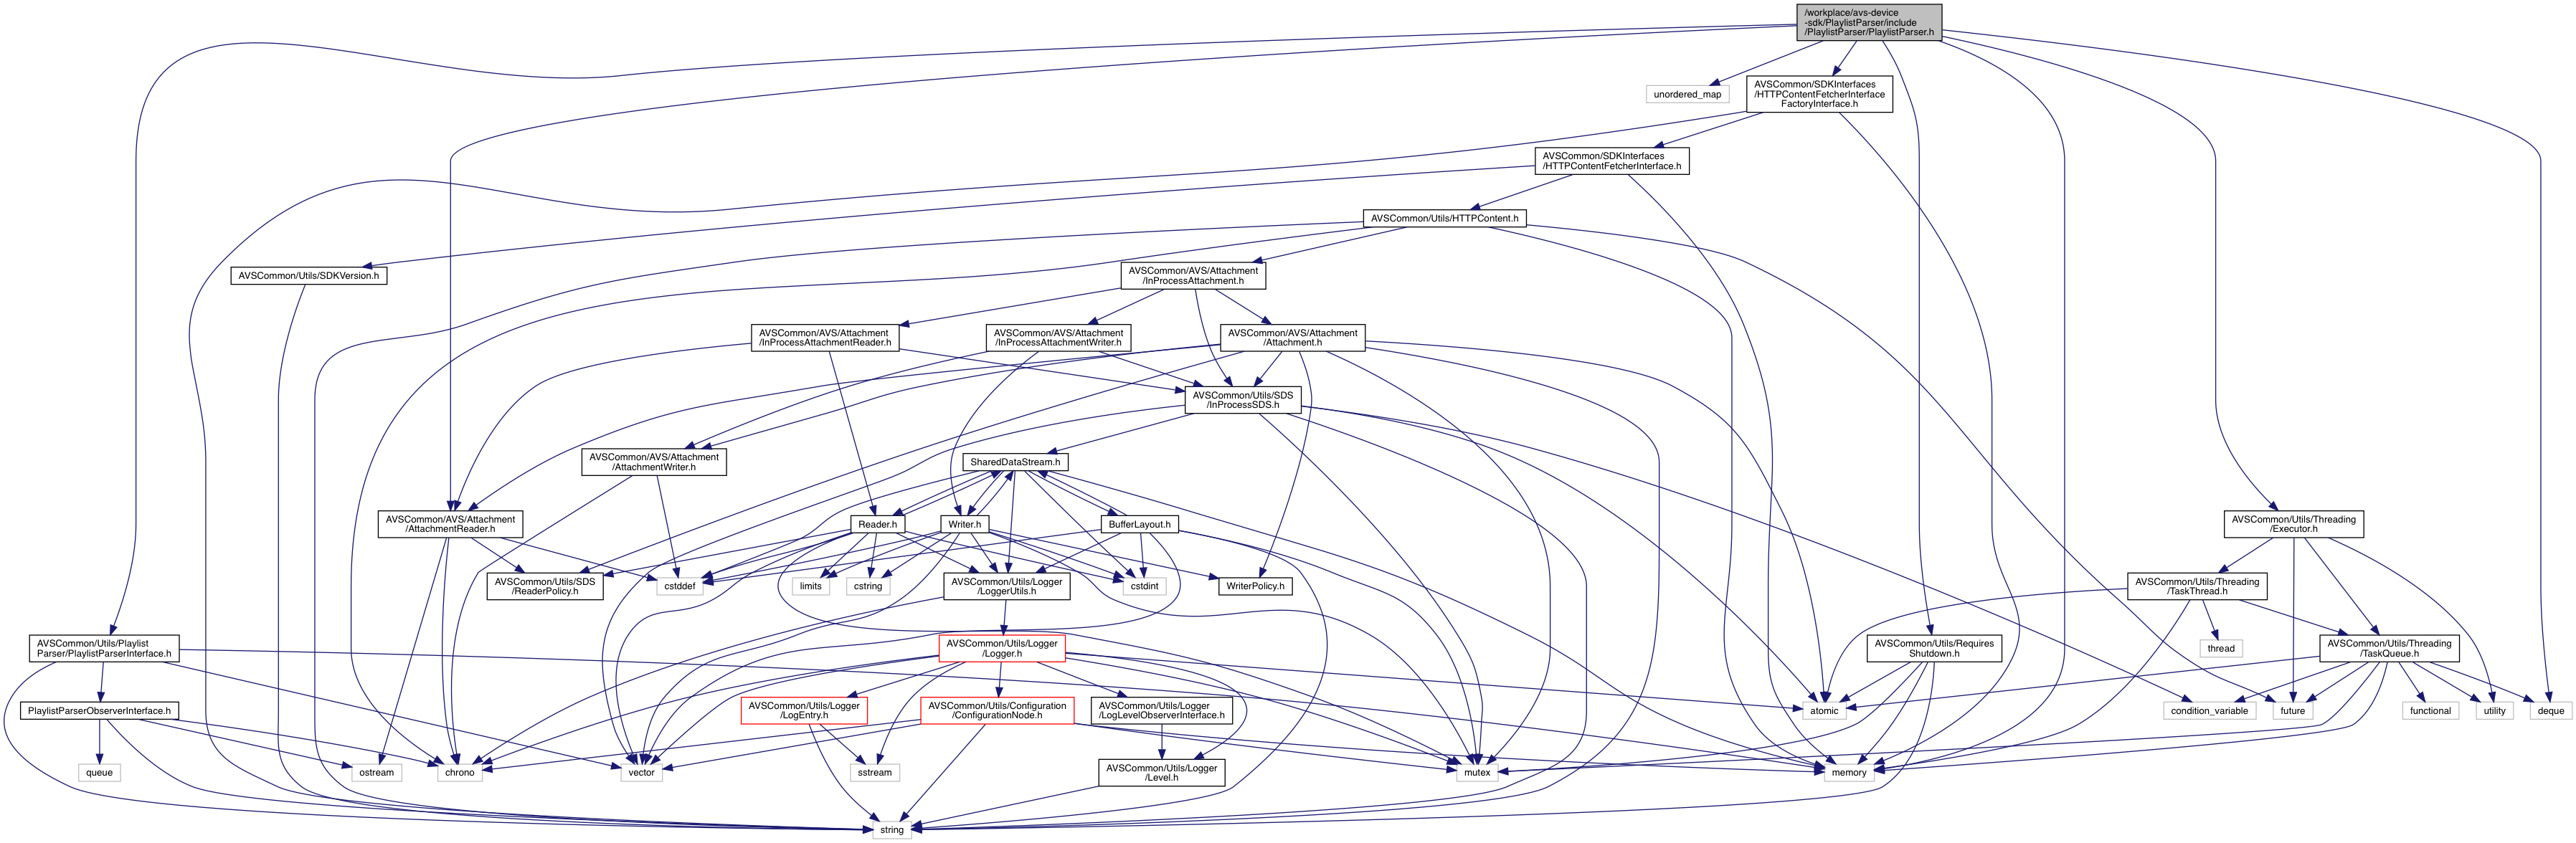 /workplace/avs-device
-sdk/PlaylistParser/include
/PlaylistParser/PlaylistParser.h
unordered_map
AVSCommon/SDKInterfaces
/HTTPContentFetcherInterface
FactoryInterface.h
AVSCommon/SDKInterfaces
/HTTPContentFetcherInterface.h
AVSCommon/Utils/HTTPContent.h
AVSCommon/Utils/SDKVersion.h
AVSCommon/AVS/Attachment
/InProcessAttachment.h
AVSCommon/AVS/Attachment
/InProcessAttachmentReader.h
AVSCommon/AVS/Attachment
/InProcessAttachmentWriter.h
AVSCommon/AVS/Attachment
/Attachment.h
AVSCommon/Utils/SDS
/InProcessSDS.h
AVSCommon/AVS/Attachment
/AttachmentWriter.h
SharedDataStream.h
AVSCommon/AVS/Attachment
/AttachmentReader.h
Reader.h
Writer.h
BufferLayout.h
AVSCommon/Utils/Threading
/Executor.h
AVSCommon/Utils/SDS
/ReaderPolicy.h
cstddef
limits
cstring
AVSCommon/Utils/Logger
/LoggerUtils.h
cstdint
WriterPolicy.h
AVSCommon/Utils/Threading
/TaskThread.h
AVSCommon/Utils/Playlist
Parser/PlaylistParserInterface.h
AVSCommon/Utils/Logger
/Logger.h
AVSCommon/Utils/Requires
Shutdown.h
thread
AVSCommon/Utils/Threading
/TaskQueue.h
PlaylistParserObserverInterface.h
AVSCommon/Utils/Logger
/LogEntry.h
AVSCommon/Utils/Configuration
/ConfigurationNode.h
AVSCommon/Utils/Logger
/LogLevelObserverInterface.h
atomic
condition_variable
future
functional
utility
deque
queue
ostream
chrono
vector
sstream
AVSCommon/Utils/Logger
/Level.h
mutex
memory
string